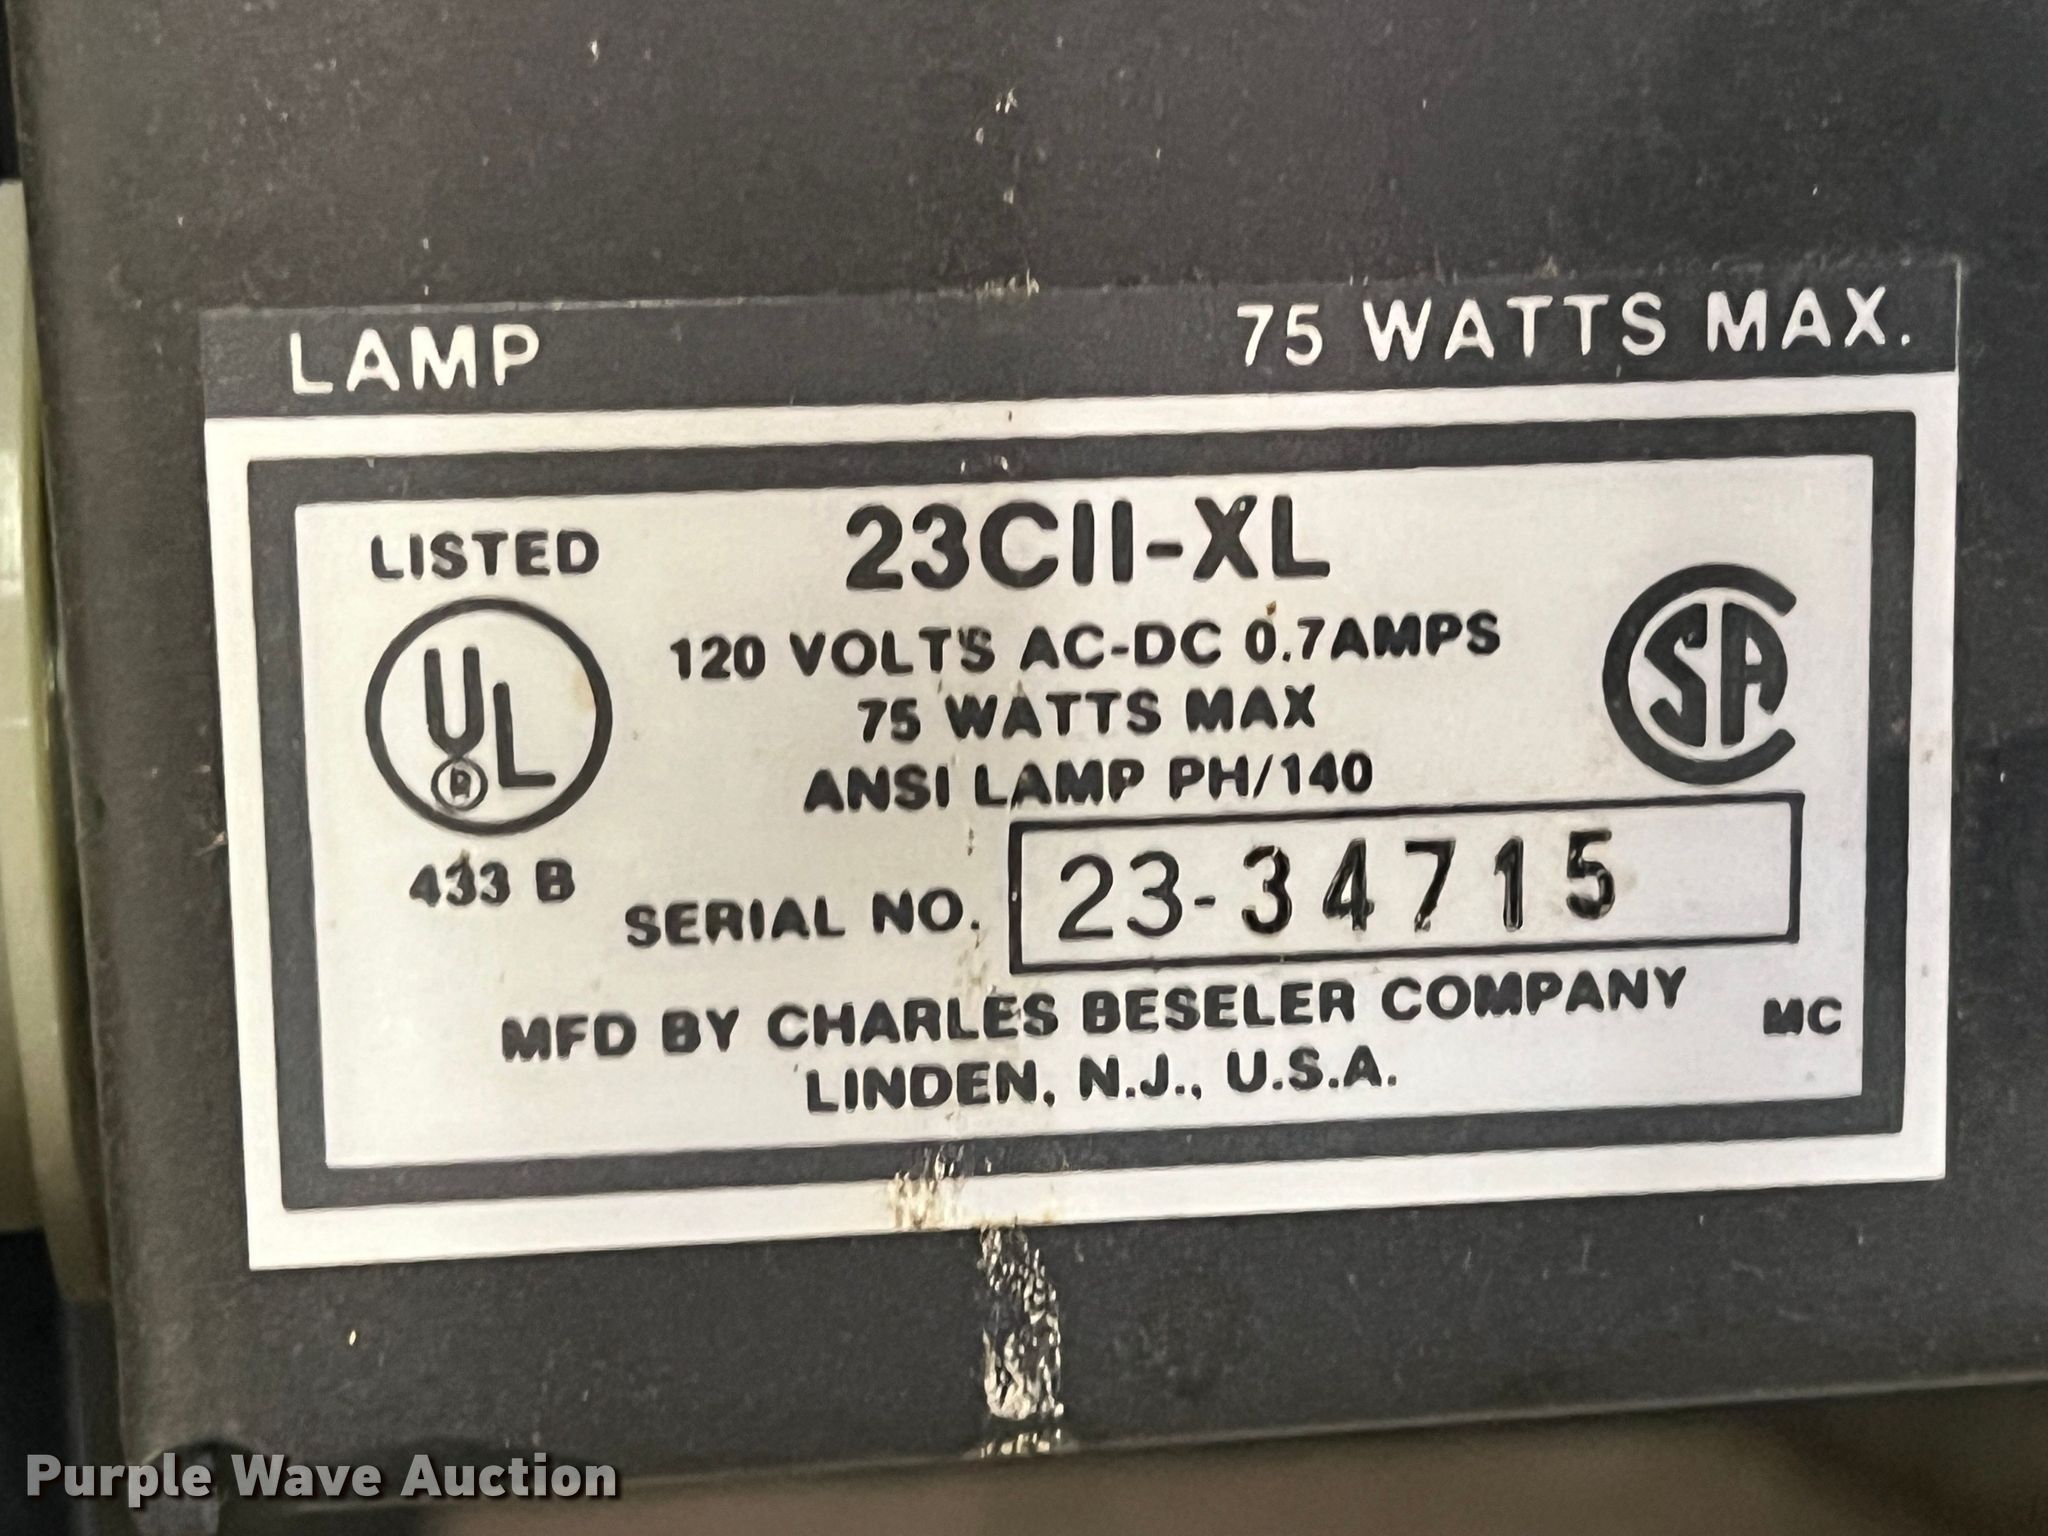 LAMP 75 WATTS MAX.
LISTED 23CII-XL
UL
R
120 VOLTS AC-DC 0.7AMPS
75 WATTS MAX
ANSI LAMP PH/140
CSA
433 B
SERIAL NO. 23-34715
MFD BY CHARLES BESELER COMPANY MC
LINDEN, N.J., U.S.A.
Purple Wave Auction